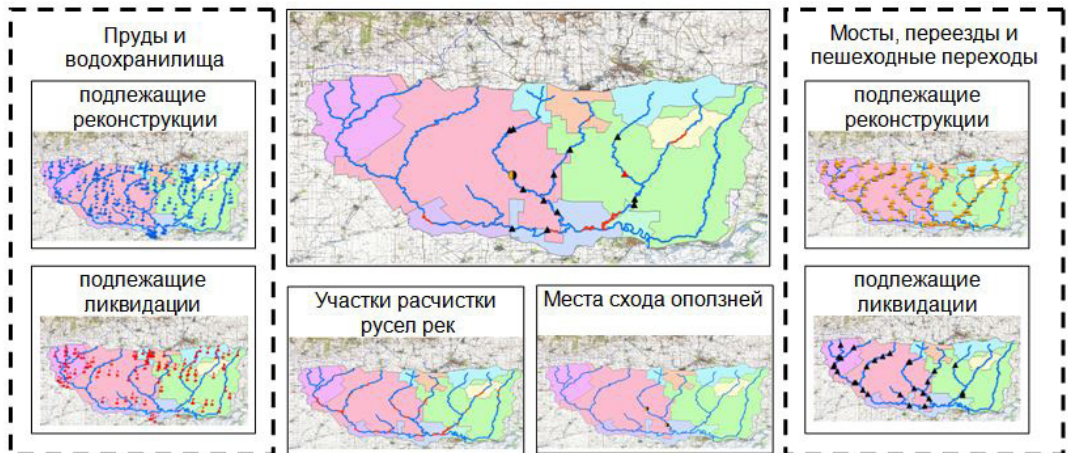 Пруды и
водохранилища
подлежащие
реконструкции
подлежащие
ликвидации
Участки расчистки
русел рек
Места схода оползней
Мосты, переезды и
пешеходные переходы
подлежащие
реконструкции
подлежащие
ликвидации